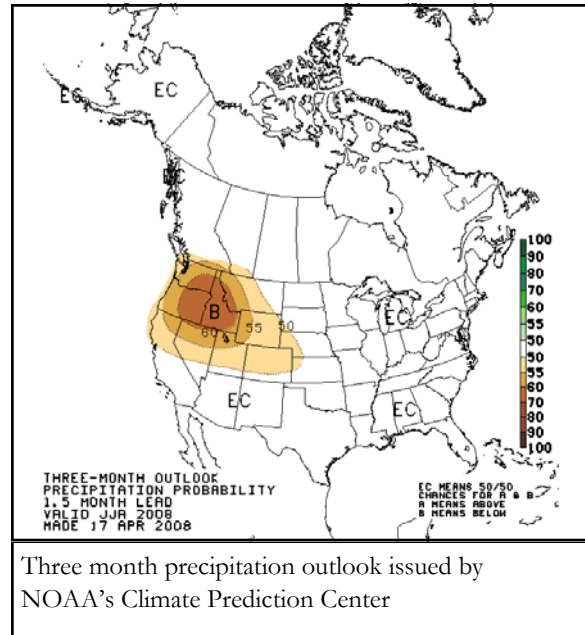 EC
EC
EC
B
60 55 50
EC
EC
EC
100
90
80
70
60
55
50
50
55
60
70
80
90
100
THREE-MONTH OUTLOOK
PRECIPITATION PROBABILITY
1.5 MONTH LEAD
VALID JJA 2008
MADE 17 APR 2008
EC MEANS 50/50
CHANCES FOR A & B
A MEANS ABOVE
B MEANS BELOW
Three month precipitation outlook issued by
NOAA's Climate Prediction Center